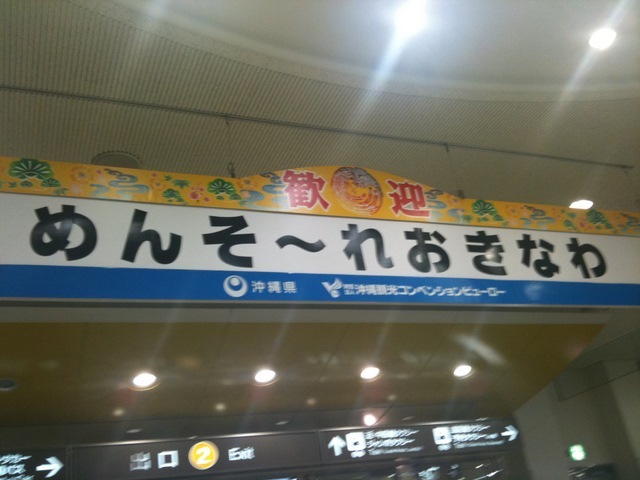 歓迎
めんそ〜れおきなわ
沖縄県 沖縄観光コンベンションビューロー
出口 2 Exit